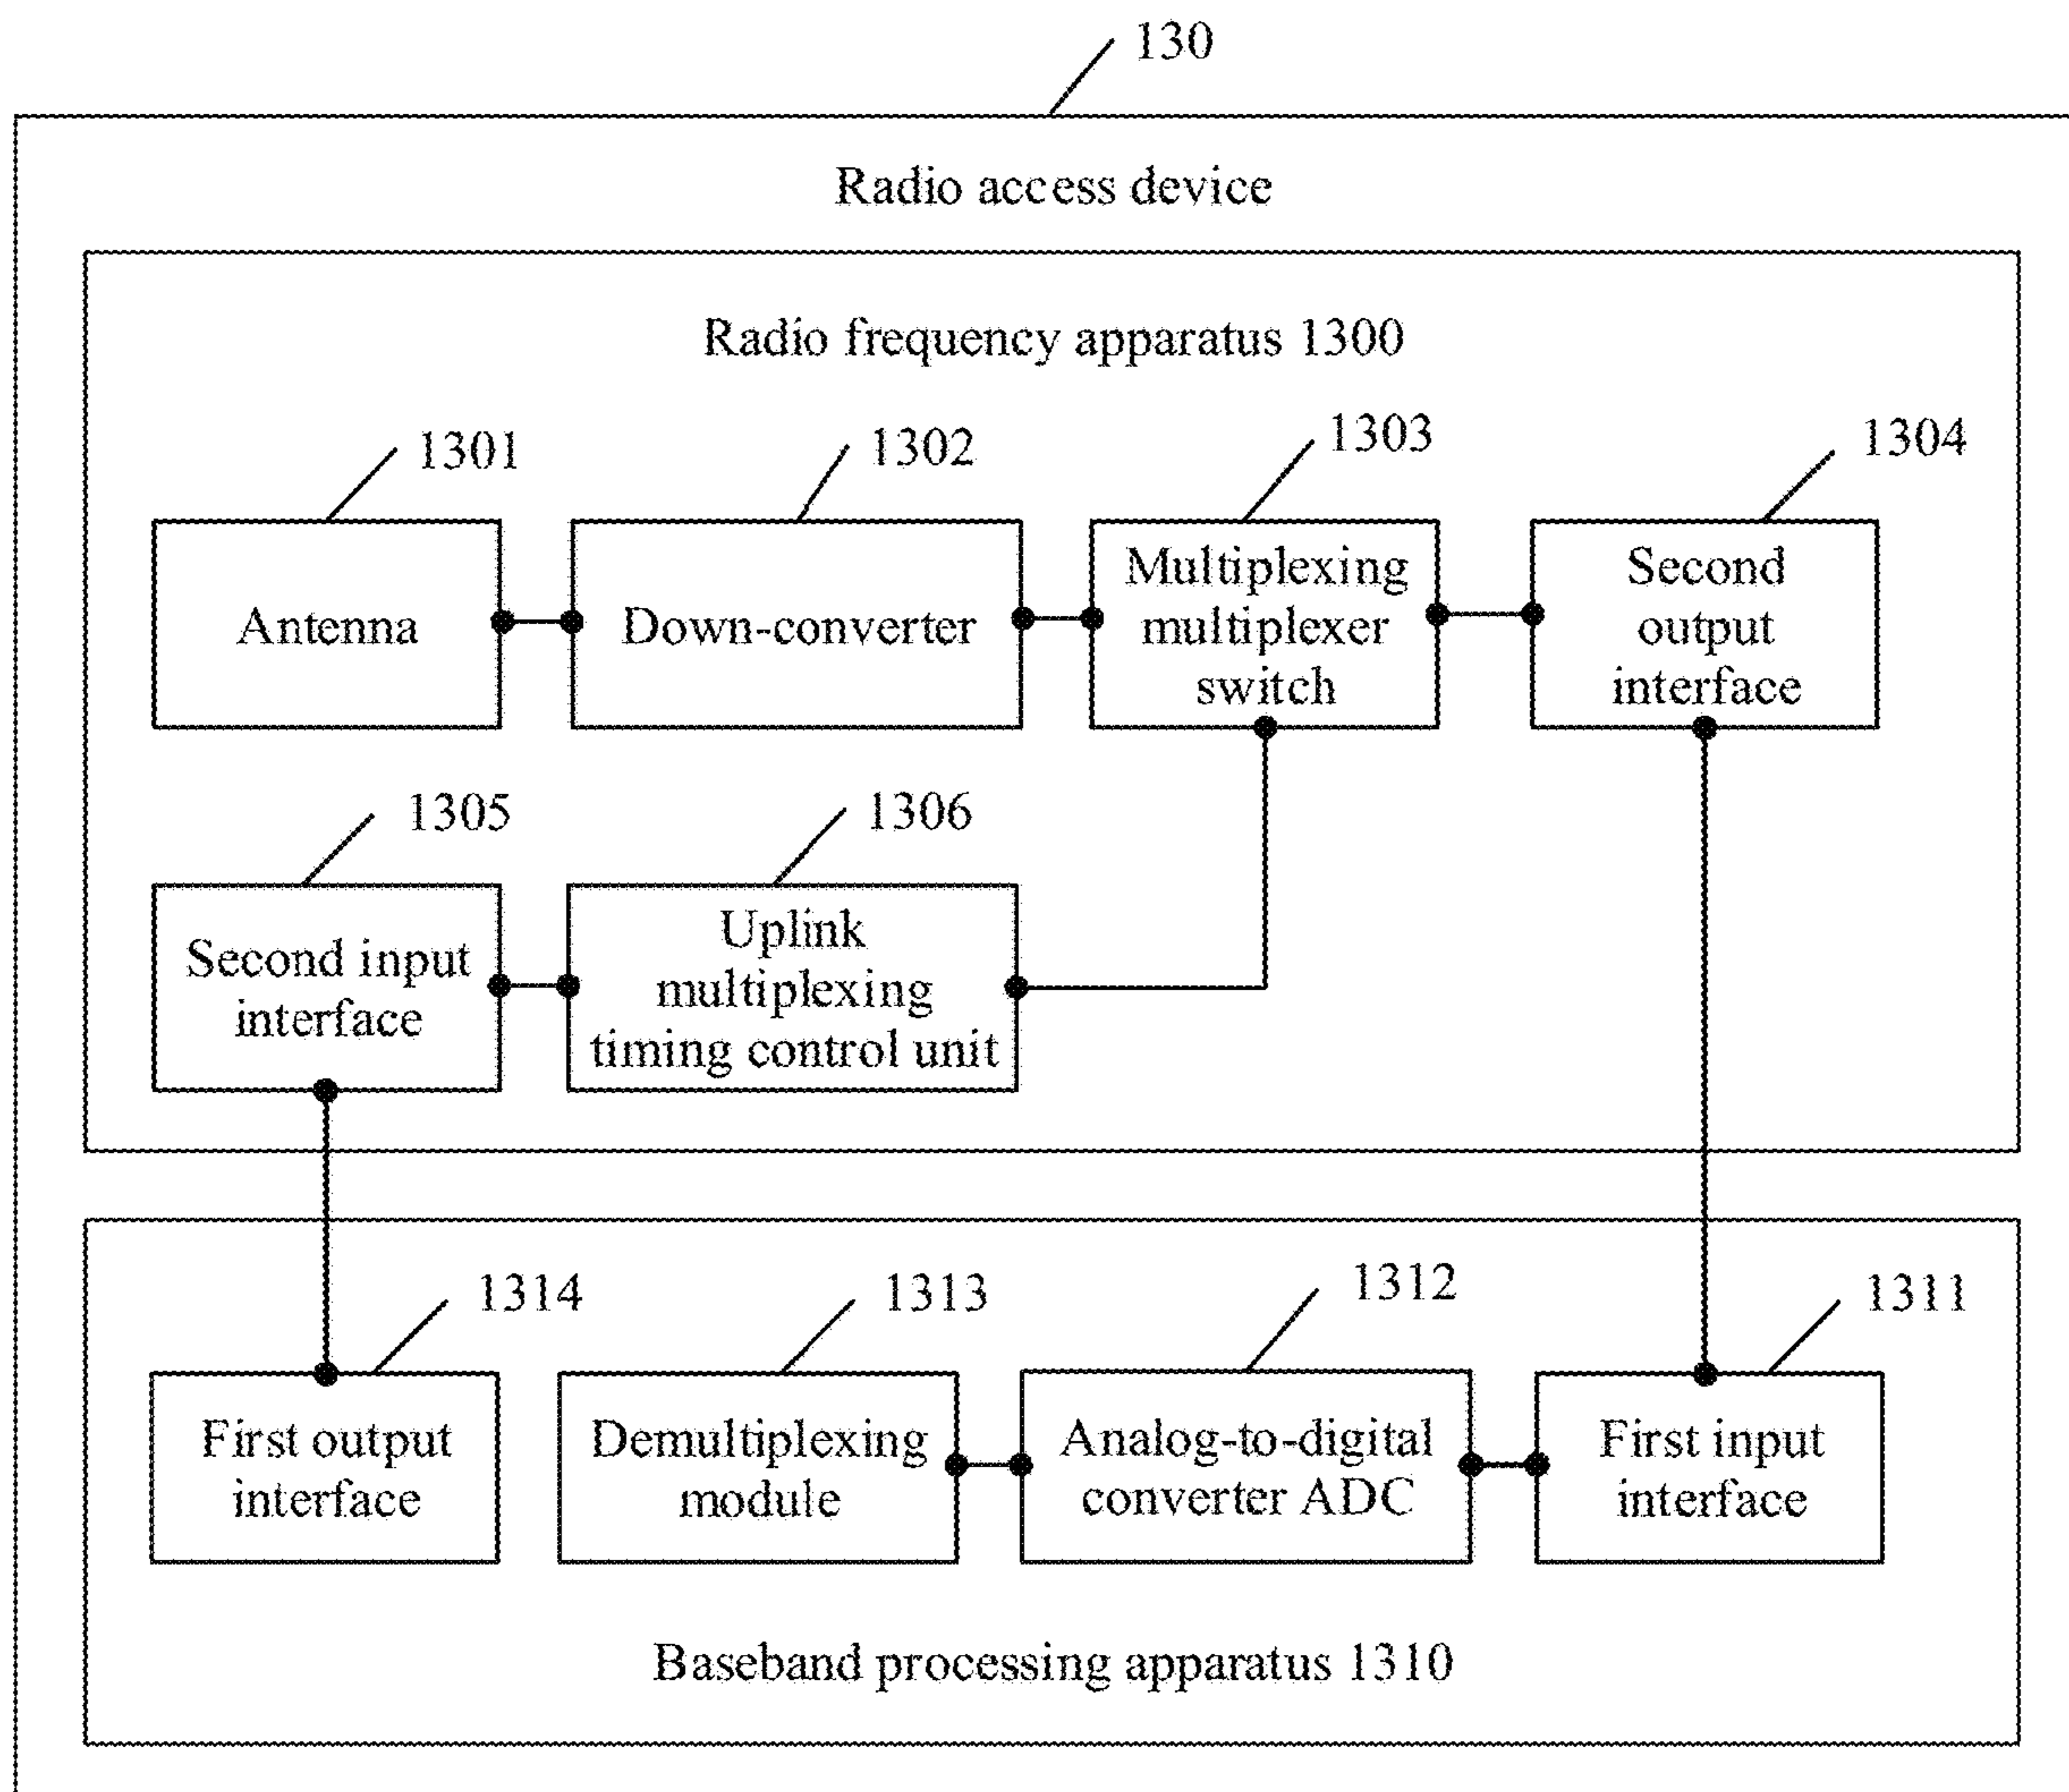 130
Radio access device
Radio frequency apparatus 1300
1301
1302
1303
1304
Antenna
Down-converter
Multiplexing
multiplexer
switch
Second
output
interface
1305
1306
Second input
interface
Uplink
multiplexing
timing control unit
1314
1313
1312
1311
First output
interface
Demultiplexing
module
Analog-to-digital
converter ADC
First input
interface
Baseband processing apparatus 1310